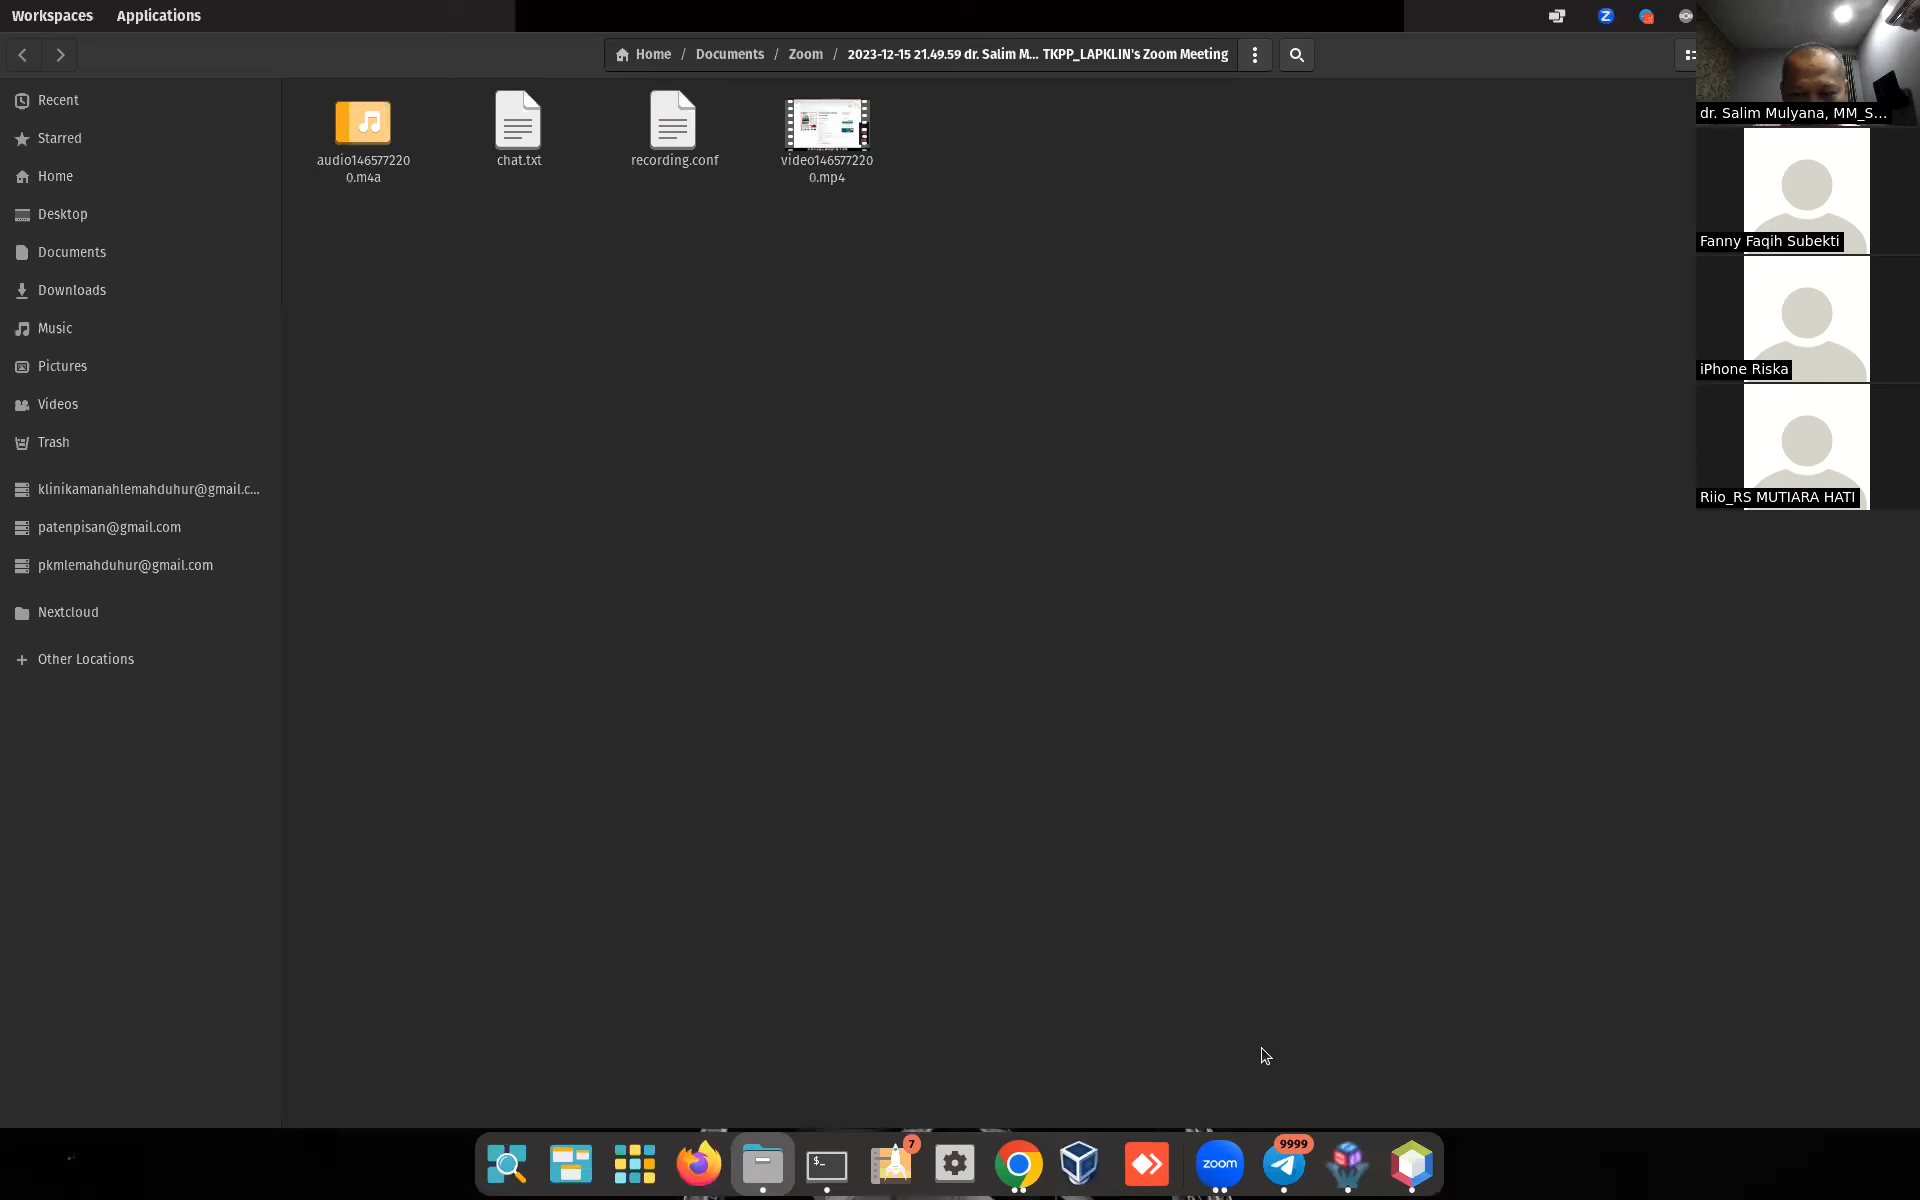 Workspaces Applications
Home / Documents / Zoom / 2023-12-15 21.49.59 dr. Salim M... TKPP_LAPKLIN's Zoom Meeting
Recent
Starred
Home
Desktop
Documents
Downloads
Music
Pictures
Videos
Trash
klinikamanahlemahduhur@gmail.c...
patenpisan@gmail.com
pkmlemahduhur@gmail.com
Nextcloud
Other Locations
audio146577220
0.m4a
chat.txt
recording.conf
video146577220
0.mp4
dr. Salim Mulyana, MM_S...
Fanny Faqih Subekti
iPhone Riska
Riio_RS MUTIARA HATI
7
zoom
9999